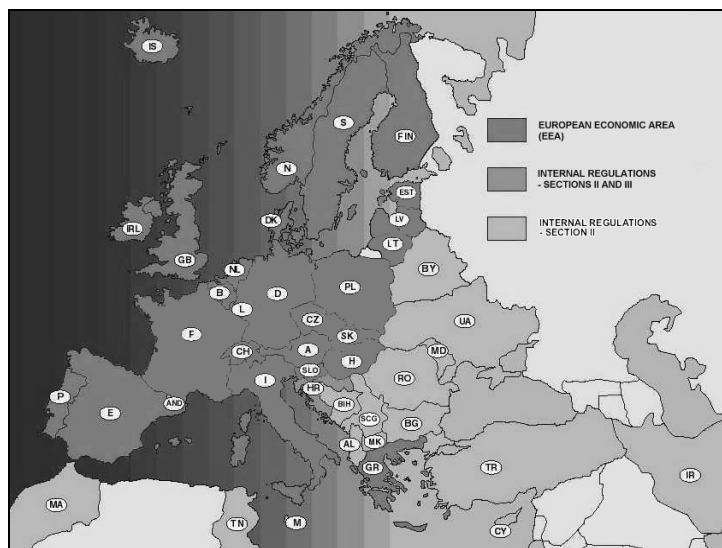 IS
S
FIN
EUROPEAN ECONOMIC AREA
(EEA)
N
INTERNAL REGULATIONS
- SECTIONS II AND III
EST
DK
LV
IRL
INTERNAL REGULATIONS
- SECTION II
LT
GB
NL
BY
B
D
PL
L
CZ
UA
F
SK
CH
A
MD
H
SLO
I
RO
HR
P
AND
BIH
E
SCG
BG
AL
MK
GR
TR
IR
MA
TN
M
CY